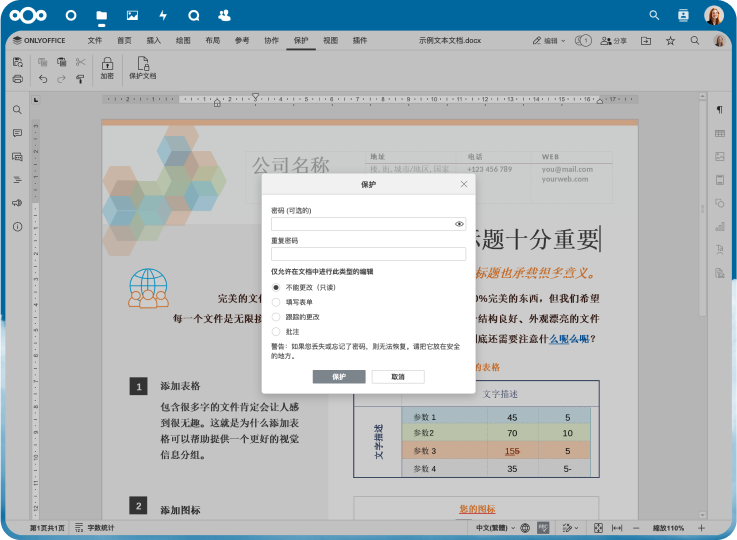 ONLYOFFICE
文件 首页 插入 绘图 布局 参考 协作 保护 视图 插件
示例文本文档.docx
编辑
1
分享
加密
保护文档
公司名称
地址
楼, 街, 城市/地区, 国家
电话
+123 456 789
WEB
you@mail.com
yourweb.com
题十分重要
标题也承载很多意义。
完美的文
0%完美的东西，但我们希望
每一个文件是无限接
结构良好、外观漂亮的文件
到底还需要注意什么呢么呢？
保护
密码 (可选的)
重复密码
仅允许在文档中进行此类型的编辑
不能更改（只读）
填写表单
跟踪的更改
批注
警告：如果您丢失或忘记了密码，则无法恢复。请把它放在安全
的地方。
保护
取消
1
添加表格
包含很多字的文件肯定会让人感
到很无趣。这就是为什么添加表
格可以帮助提供一个更好的视觉
信息分组。
的表格
文字描述
文字描述
参数 1 45 5
参数2 70 10
参数 3 155 5
参数 4 35 5-
2
添加图标
您的图标
第1页共1页
字数统计
中文(繁體)
缩放110%